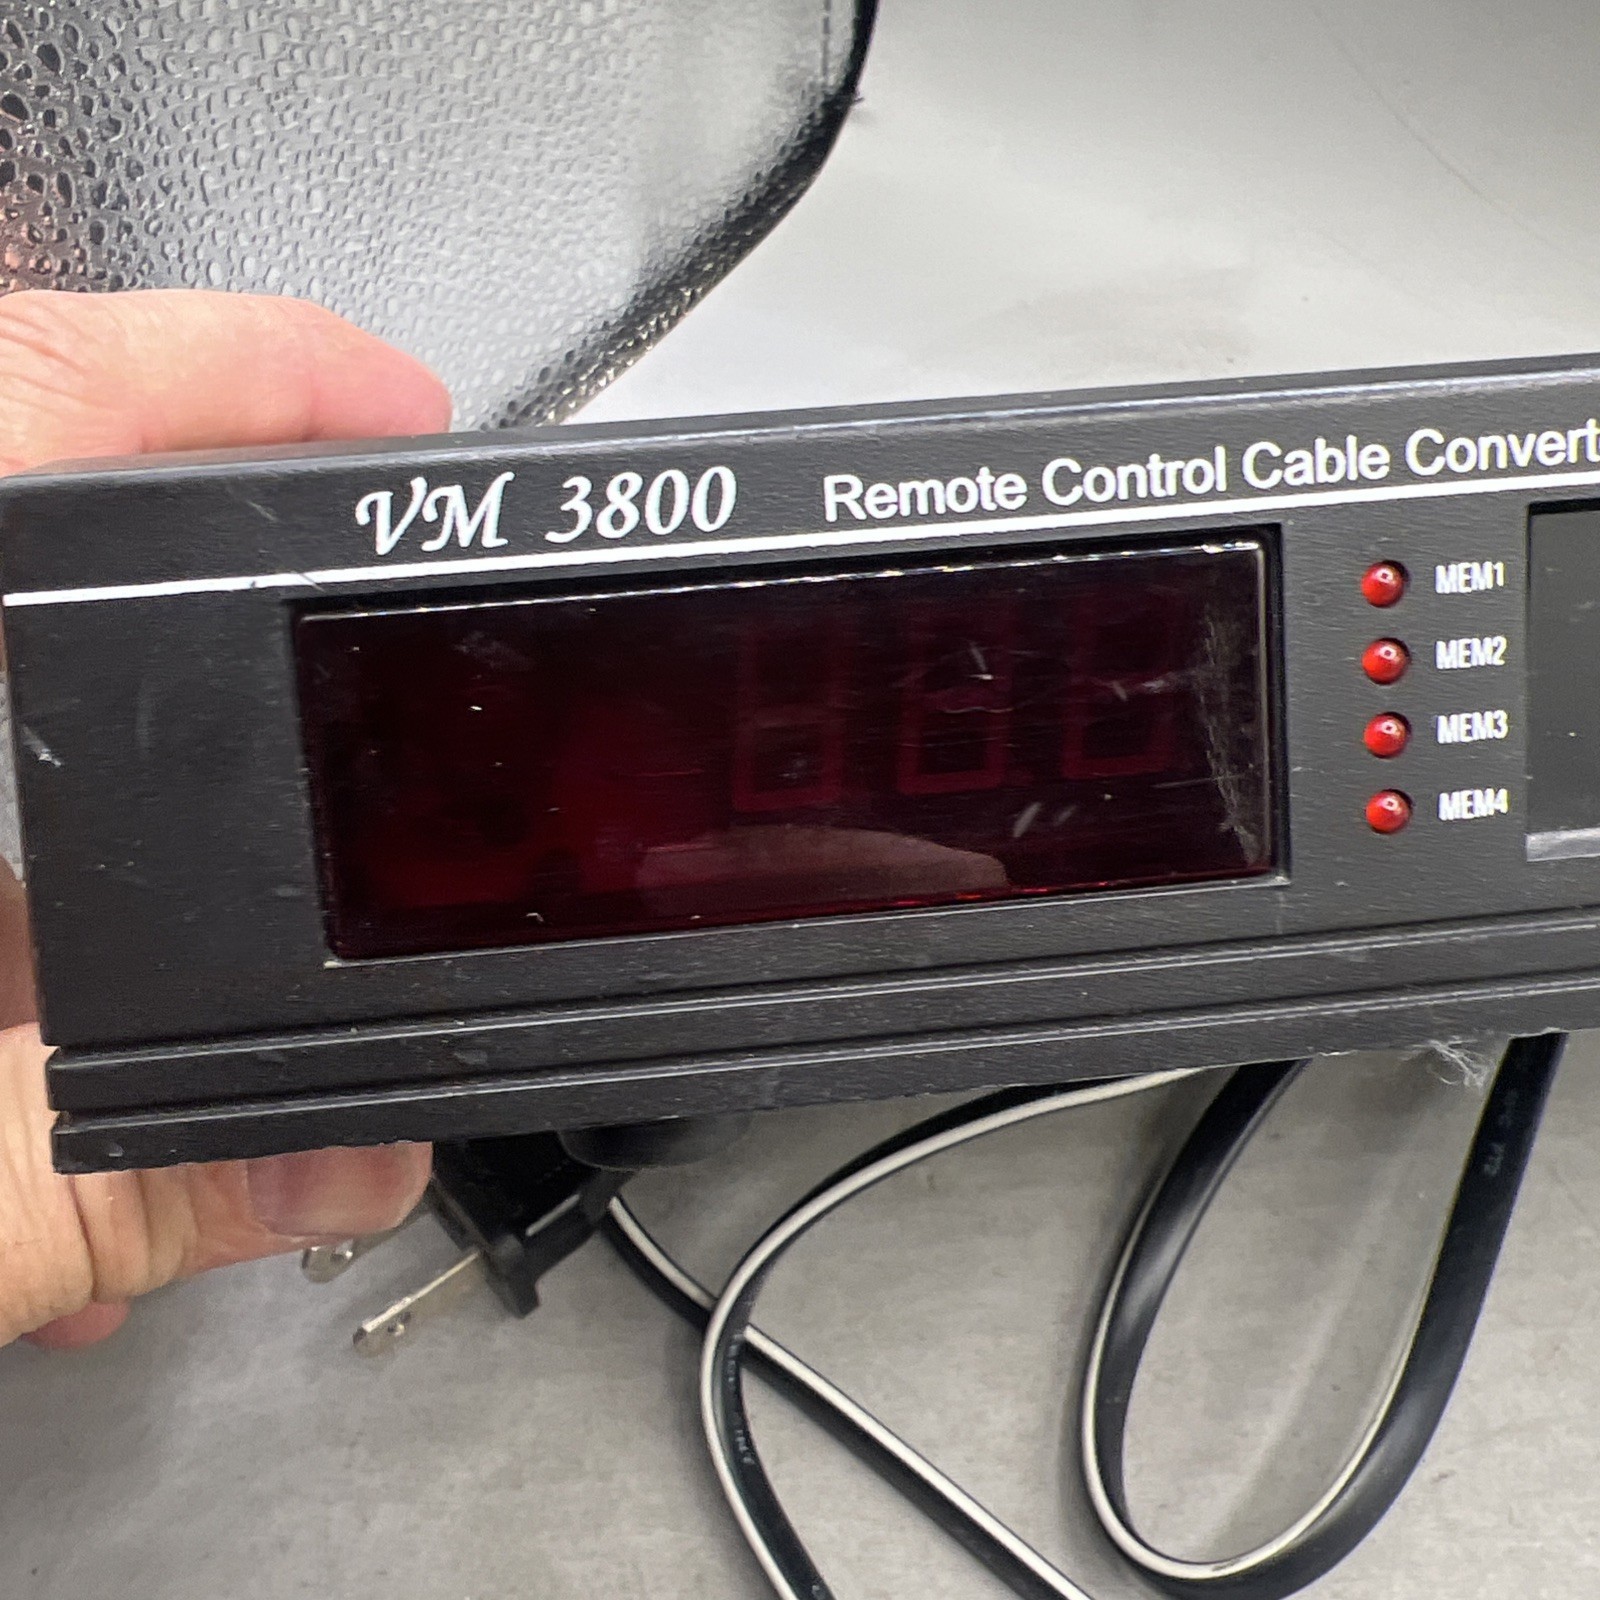 VM 3800 Remote Control Cable Convert
MEM1
MEM2
MEM3
MEM4